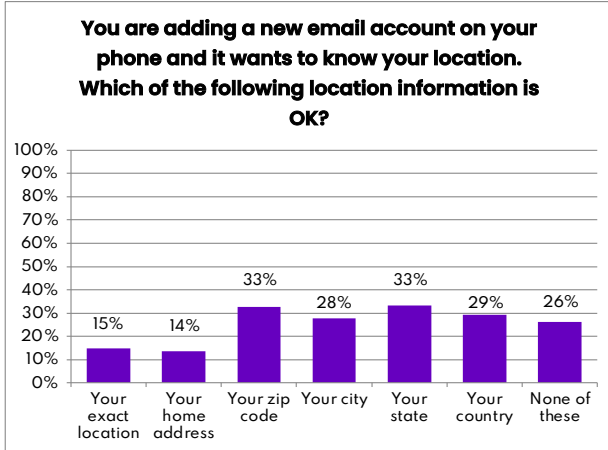 You are adding a new email account on your
phone and it wants to know your location.
Which of the following location information is
OK?
100%
90%
80%
70%
60%
50%
40%
30%
20%
10%
0%
15%
14%
33%
28%
33%
29%
26%
Your
exact
location
Your
home
address
Your zip
code
Your city
Your
state
Your
country
None of
these